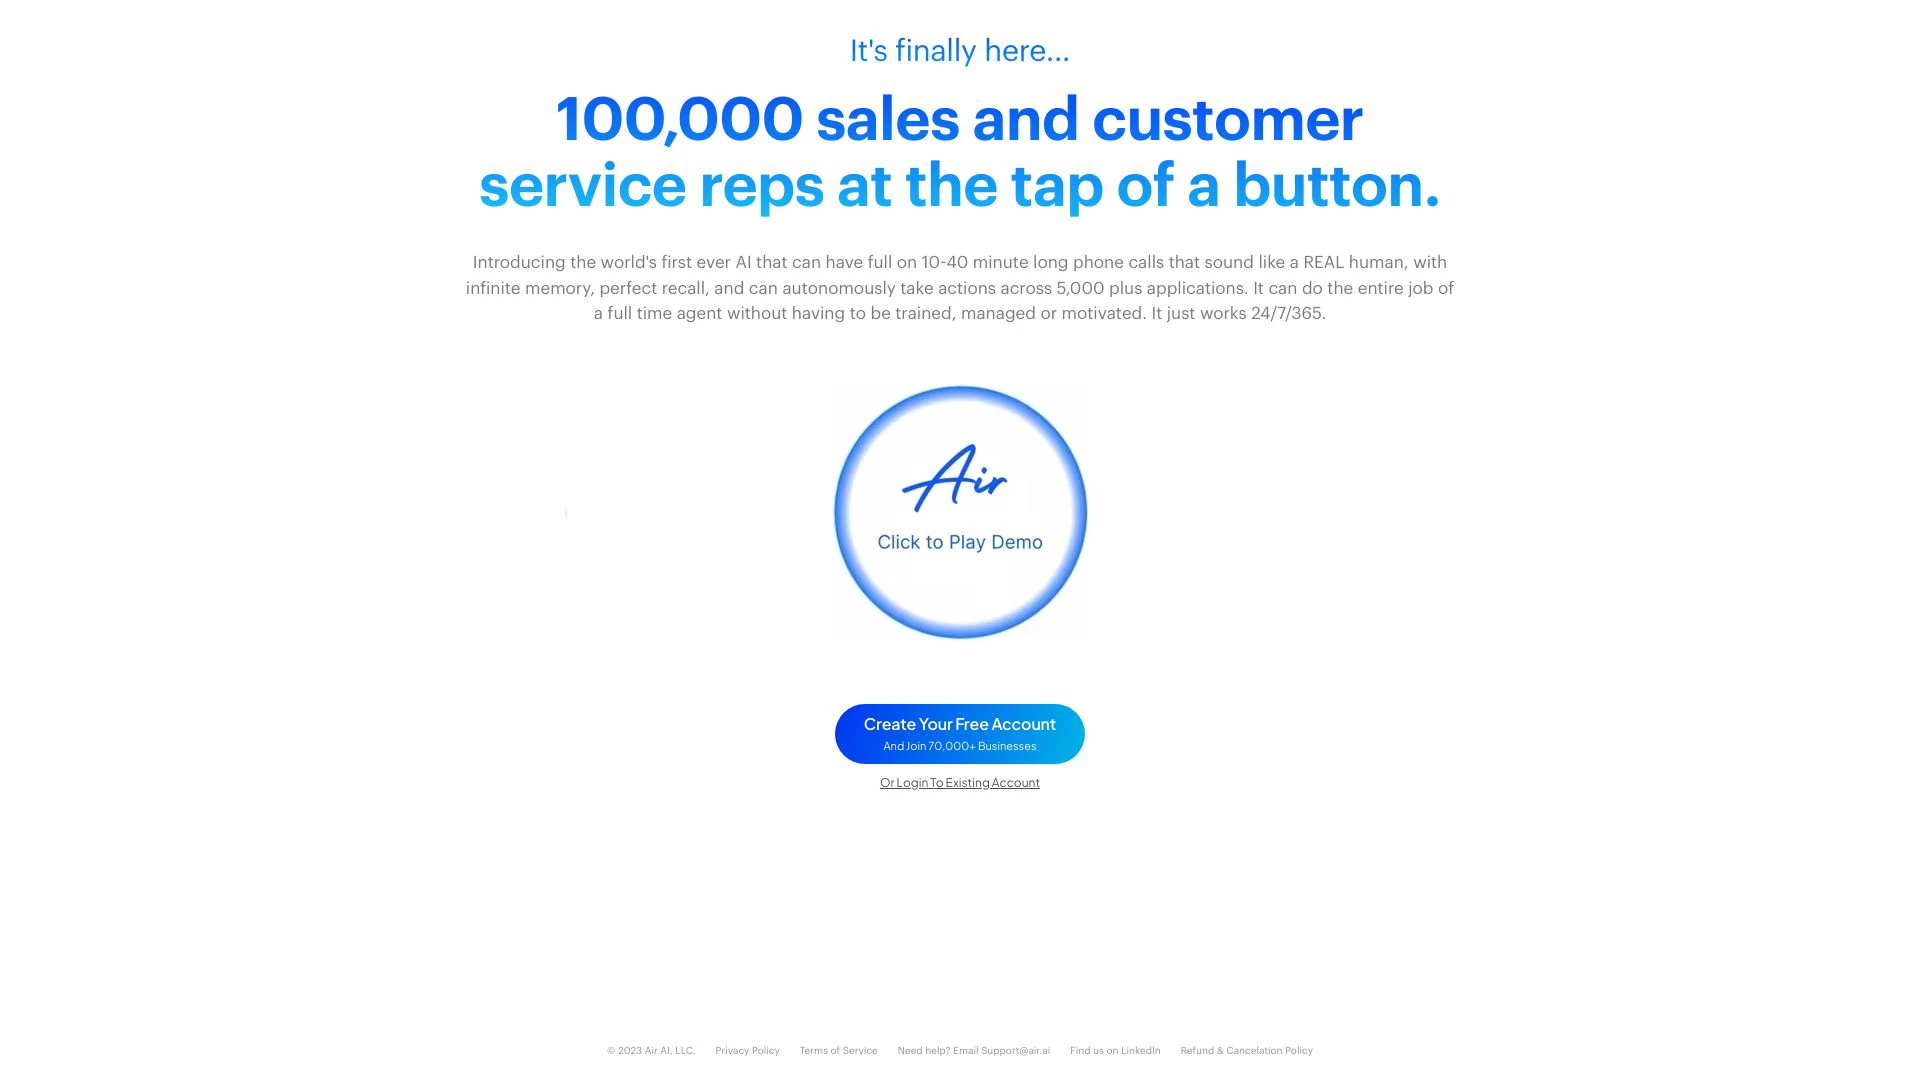 It's finally here...
100,000 sales and customer
service reps at the tap of a button.
Introducing the world's first ever AI that can have full on 10-40 minute long phone calls that sound like a REAL human, with
infinite memory, perfect recall, and can autonomously take actions across 5,000 plus applications. It can do the entire job of
a full time agent without having to be trained, managed or motivated. It just works 24/7/365.
Air
Click to Play Demo
Create Your Free Account
And Join 70,000+ Businesses
Or Login To Existing Account
© 2023 Air AI, LLC. Privacy Policy Terms of Service Need help? Email Support@air.ai Find us on LinkedIn Refund & Cancelation Policy